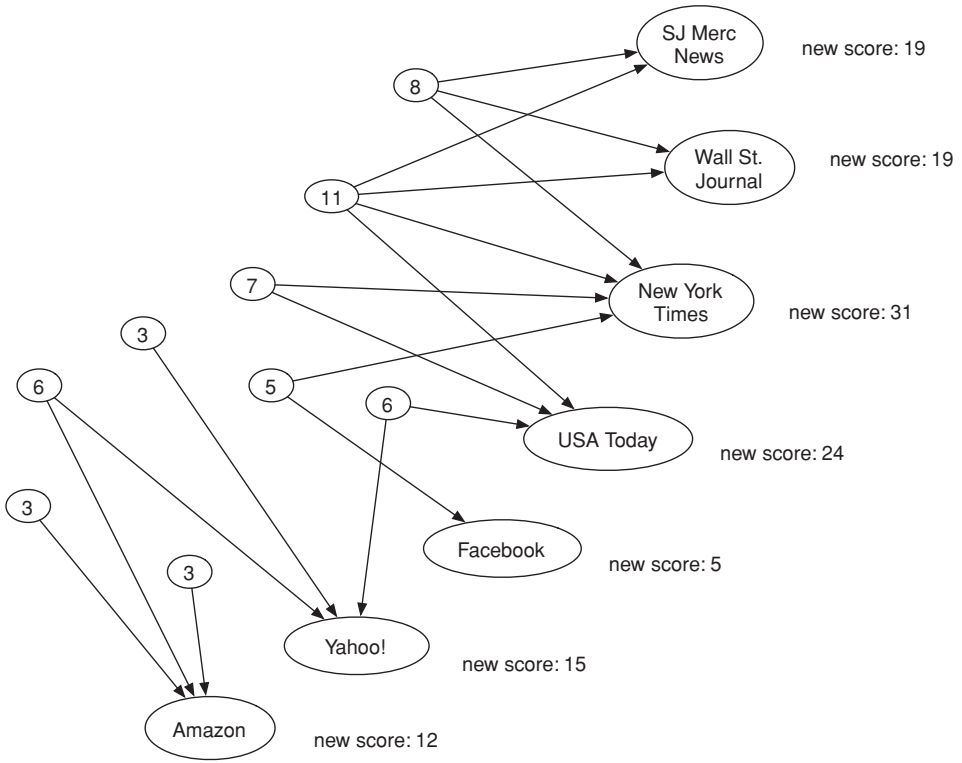 SJ Merc
News
new score: 19
8
Wall St.
Journal
new score: 19
11
7
New York
Times
new score: 31
3
6
5
6
USA Today
new score: 24
3
Facebook
new score: 5
3
Yahoo!
new score: 15
Amazon
new score: 12